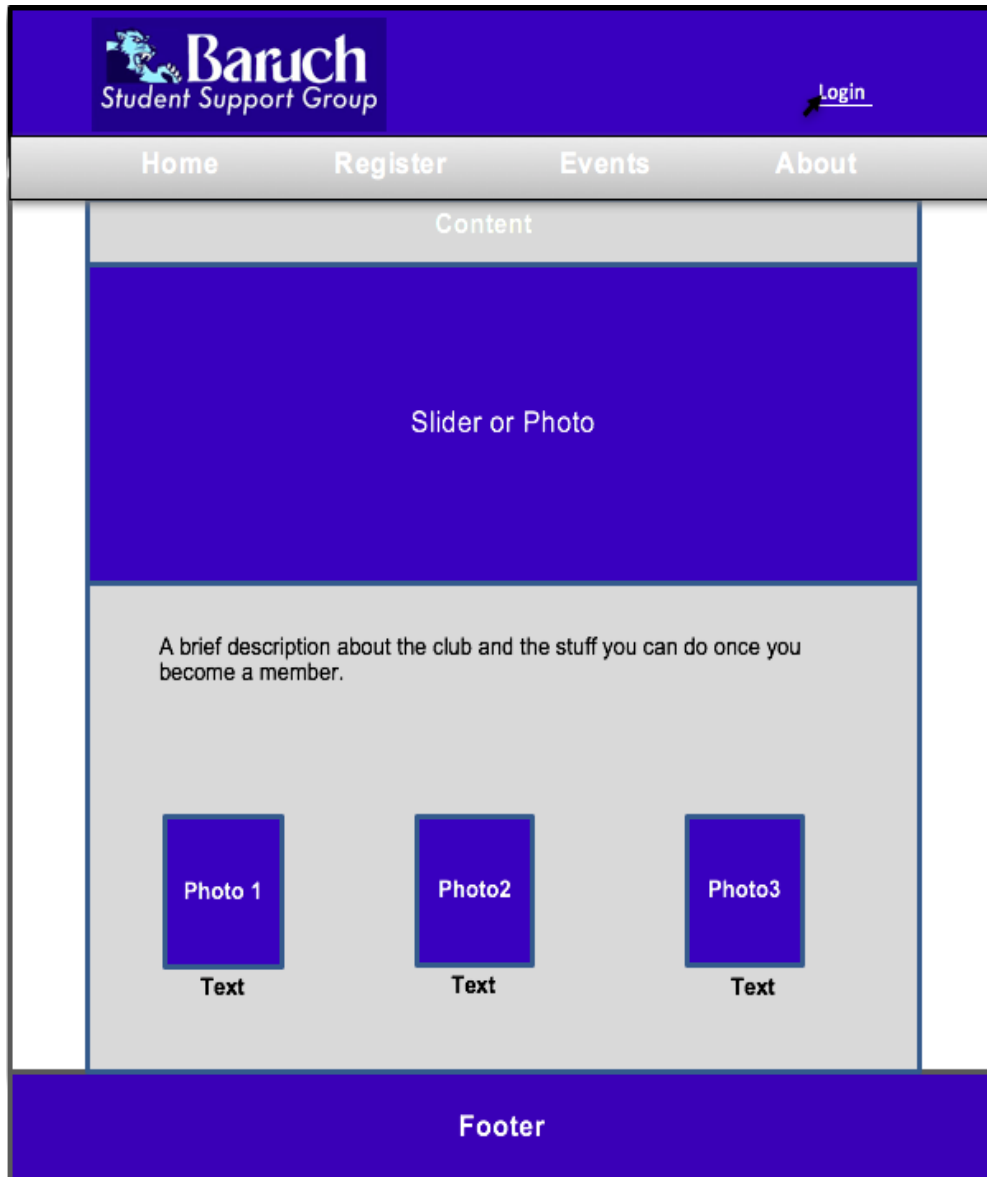 Baruch
Student Support Group
Login
Home Register Events About
Content
Slider or Photo
A brief description about the club and the stuff you can do once you
become a member.
Photo 1 Photo2 Photo3
Text Text Text
Footer